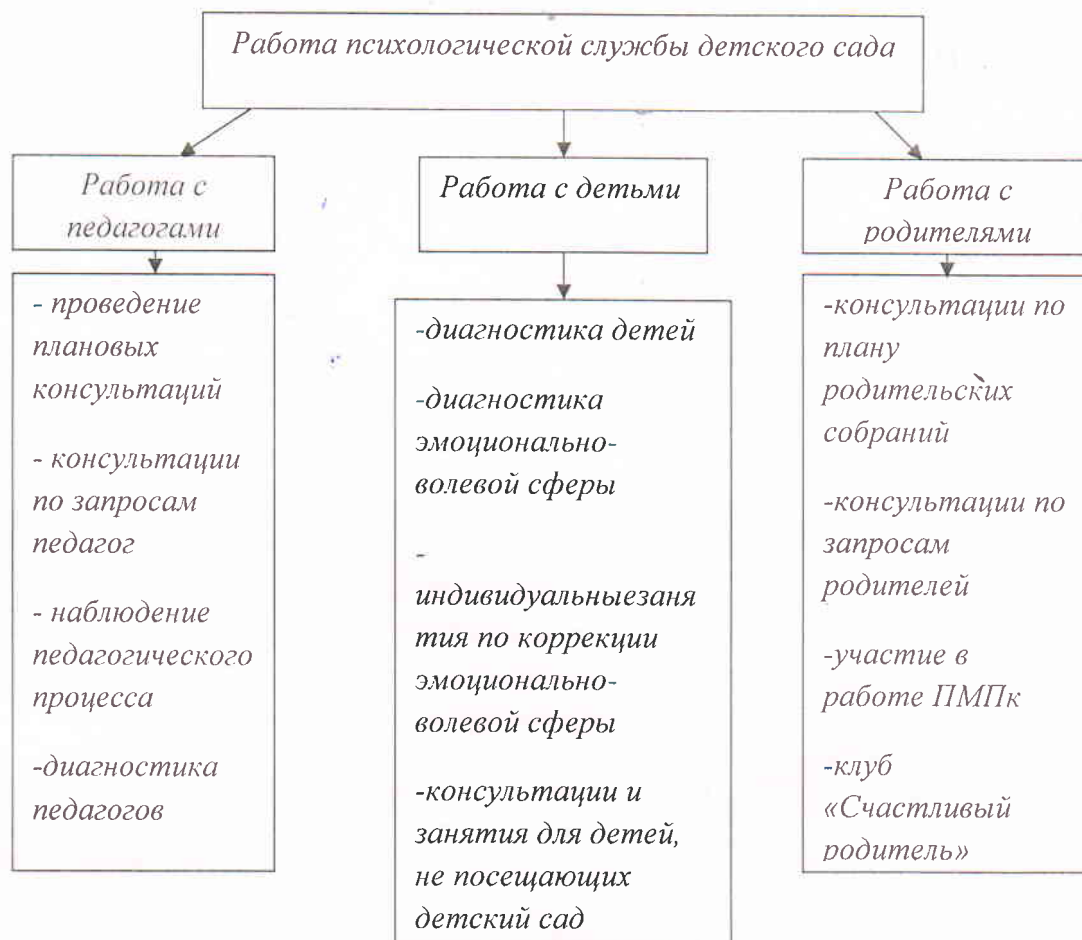 Работа психологической службы детского сада
Работа с
педагогами
Работа с детьми
Работа с
родителями
- проведение
плановых
консультаций
- консультации
по запросам
педагог
- наблюдение
педагогического
процесса
-диагностика
педагогов
-диагностика детей
-диагностика
эмоционально-
волевой сферы
-
индивидуальныезаня
тия по коррекции
эмоционально-
волевой сферы
-консультации и
занятия для детей,
не посещающих
детский сад
-консультации по
плану
родительских
собраний
-консультации по
запросам
родителей
-участие в
работе ПМПк
-клуб
«Счастливый
родитель»